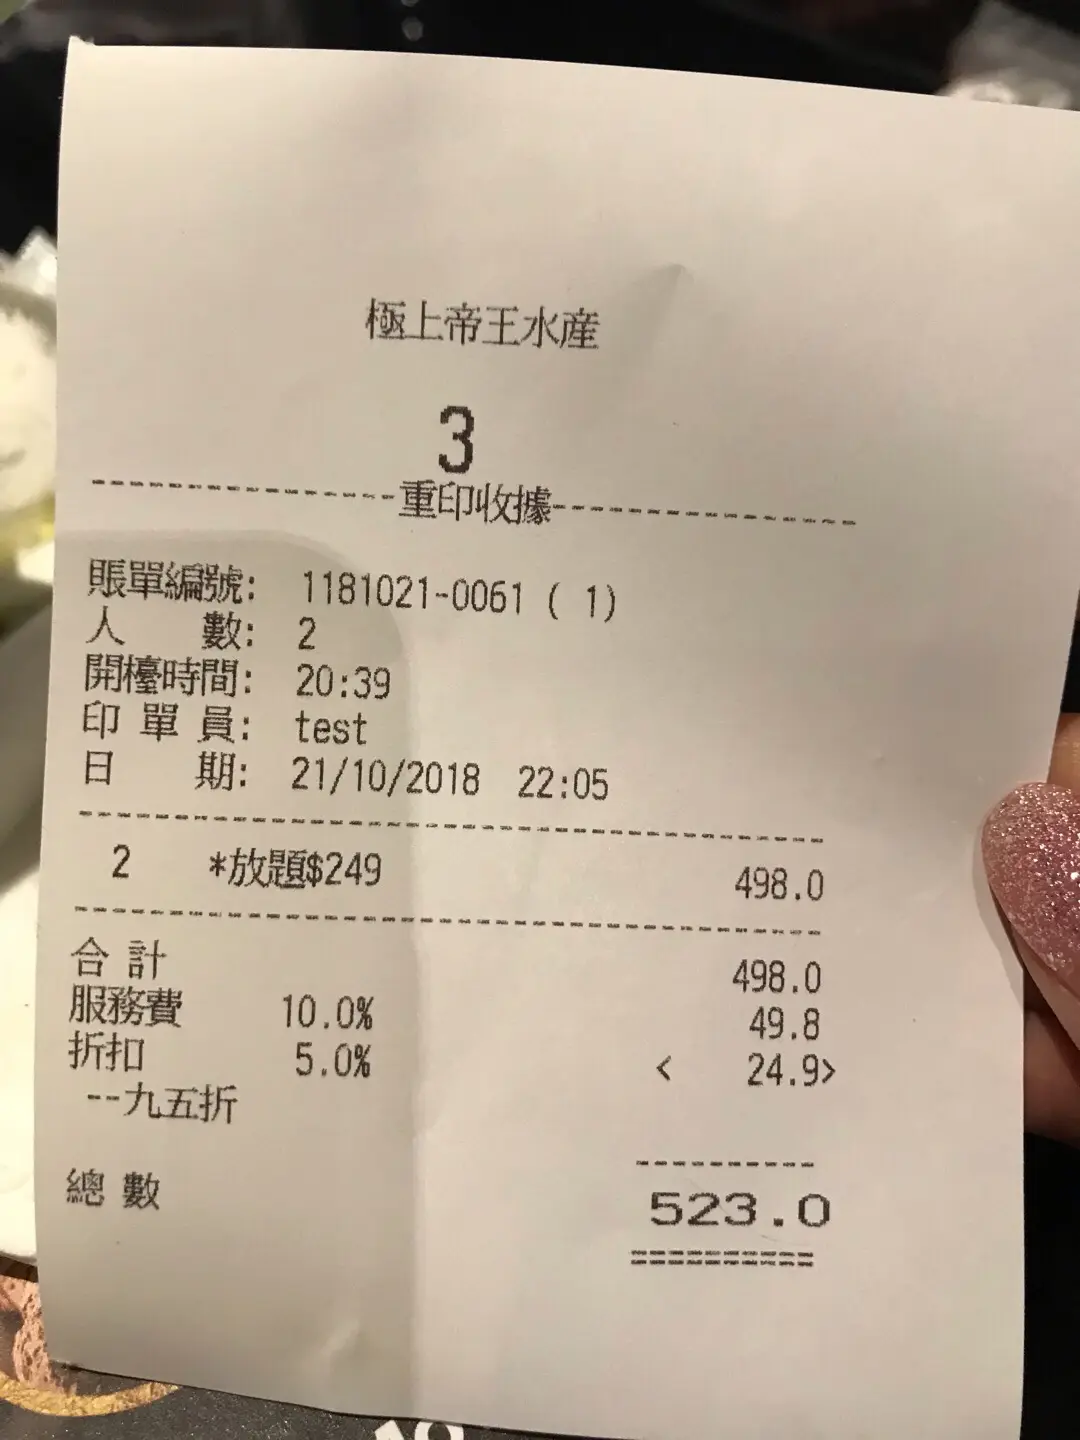 極上帝王水産
3
重印收據
賬單編號: 1181021-0061 ( 1)
人 數: 2
開檯時間: 20:39
印 單 員: test
日 期: 21/10/2018 22:05
2 *放題$249 498.0
合 計 498.0
服務費 10.0% 49.8
折扣 5.0% < 24.9>
--九五折
總 數 523.0